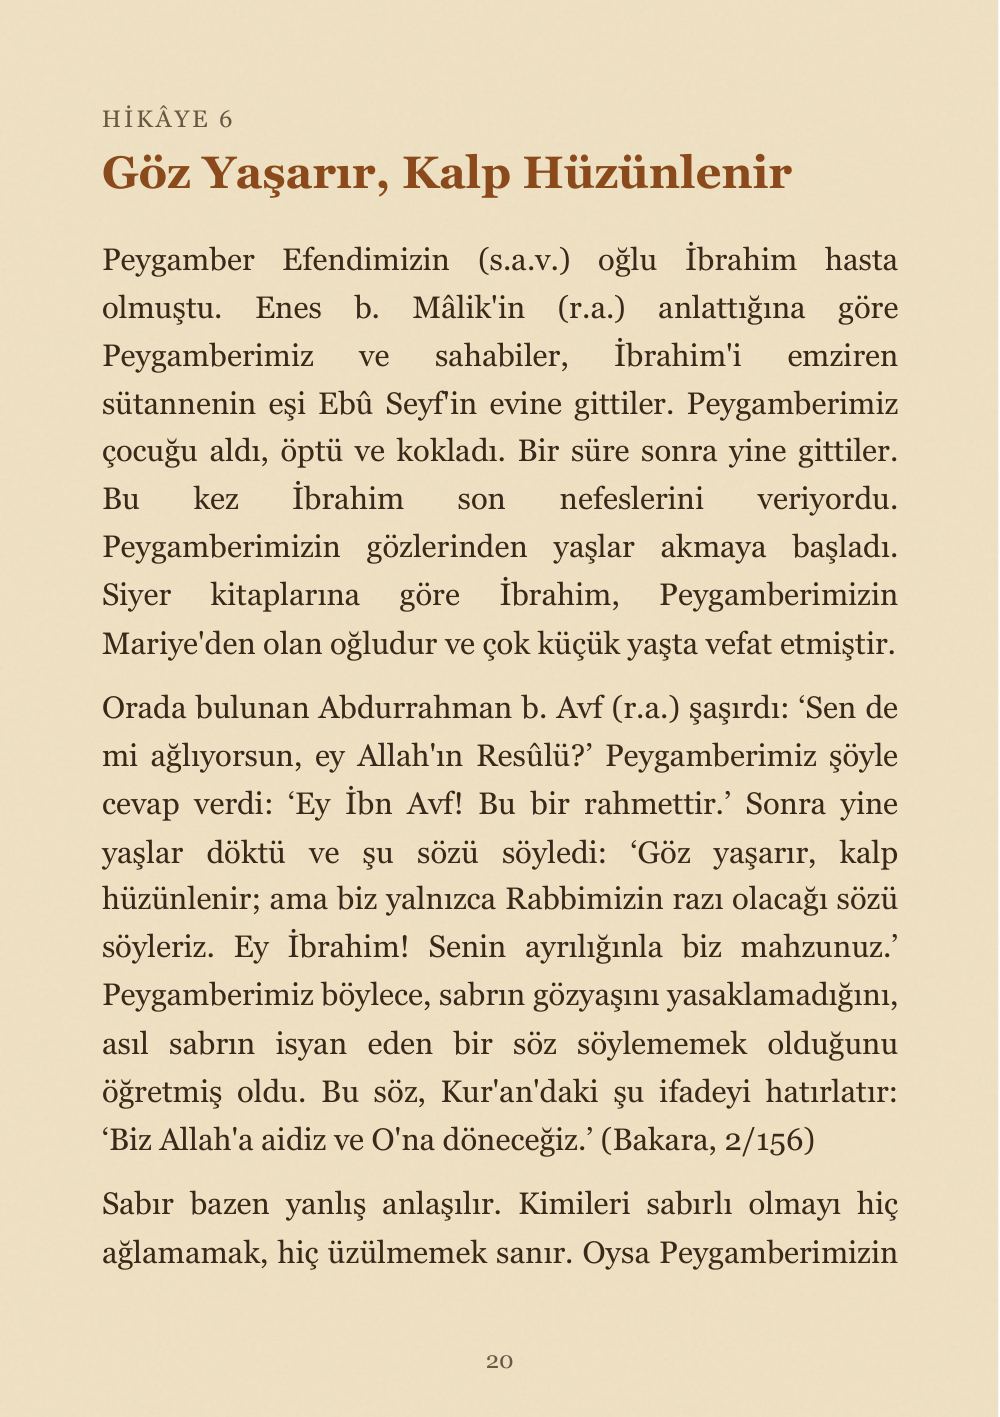 HİKÂYE 6
Göz Yaşarır, Kalp Hüzünlenir
Peygamber Efendimizin (s.a.v.) oğlu İbrahim hasta
olmuştu. Enes b. Mâlik'in (r.a.) anlattığına göre
Peygamberimiz ve sahabiler, İbrahim'i emziren
sütannenin eşi Ebû Seyf'in evine gittiler. Peygamberimiz
çocuğu aldı, öptü ve kokladı. Bir süre sonra yine gittiler.
Bu kez İbrahim son nefeslerini veriyordu.
Peygamberimizin gözlerinden yaşlar akmaya başladı.
Siyer kitaplarına göre İbrahim, Peygamberimizin
Mariye'den olan oğludur ve çok küçük yaşta vefat etmiştir.
Orada bulunan Abdurrahman b. Avf (r.a.) şaşırdı: ‘Sen de
mi ağlıyorsun, ey Allah'ın Resûlü?’ Peygamberimiz şöyle
cevap verdi: ‘Ey İbn Avf! Bu bir rahmettir.’ Sonra yine
yaşlar döktü ve şu sözü söyledi: ‘Göz yaşarır, kalp
hüzünlenir; ama biz yalnızca Rabbimizin razı olacağı sözü
söyleriz. Ey İbrahim! Senin ayrılığınla biz mahzunuz.’
Peygamberimiz böylece, sabrın gözyaşını yasaklamadığını,
asıl sabrın isyan eden bir söz söylememek olduğunu
öğretmiş oldu. Bu söz, Kur'an'daki şu ifadeyi hatırlatır:
‘Biz Allah'a aidiz ve O'na döneceğiz.’ (Bakara, 2/156)
Sabır bazen yanlış anlaşılır. Kimileri sabırlı olmayı hiç
ağlamamak, hiç üzülmemek sanır. Oysa Peygamberimizin
20